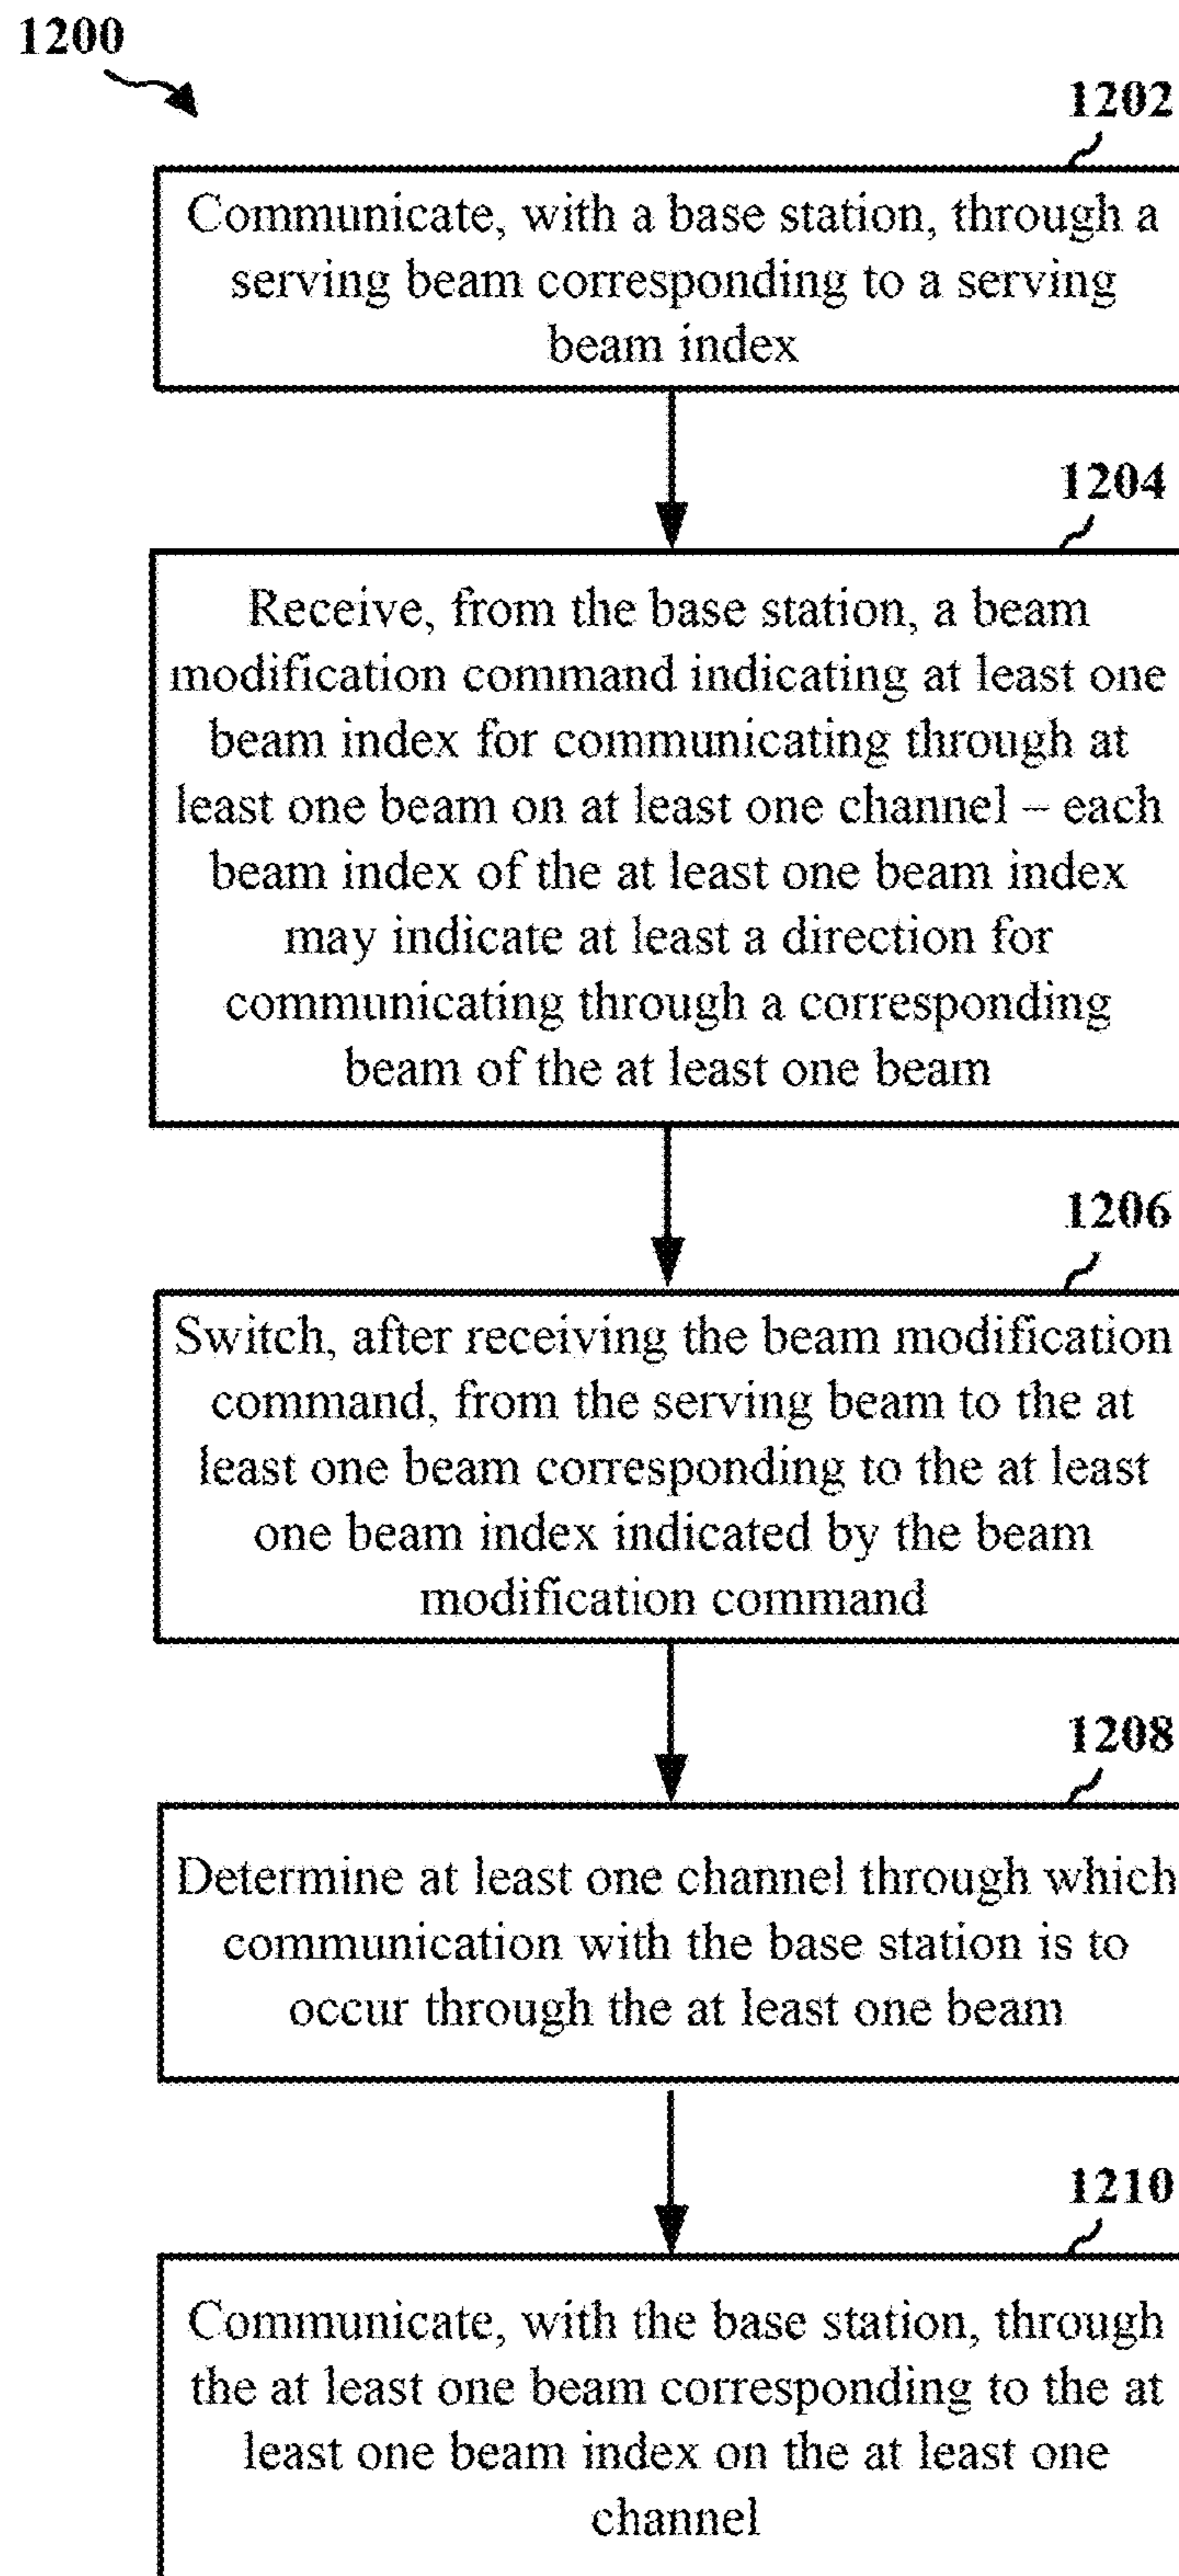 1200
1202
Communicate, with a base station, through a
serving beam corresponding to a serving
beam index
1204
Receive, from the base station, a beam
modification command indicating at least one
beam index for communicating through at
least one beam on at least one channel – each
beam index of the at least one beam index
may indicate at least a direction for
communicating through a corresponding
beam of the at least one beam
1206
Switch, after receiving the beam modification
command, from the serving beam to the at
least one beam corresponding to the at least
one beam index indicated by the beam
modification command
1208
Determine at least one channel through which
communication with the base station is to
occur through the at least one beam
1210
Communicate, with the base station, through
the at least one beam corresponding to the at
least one beam index on the at least one
channel